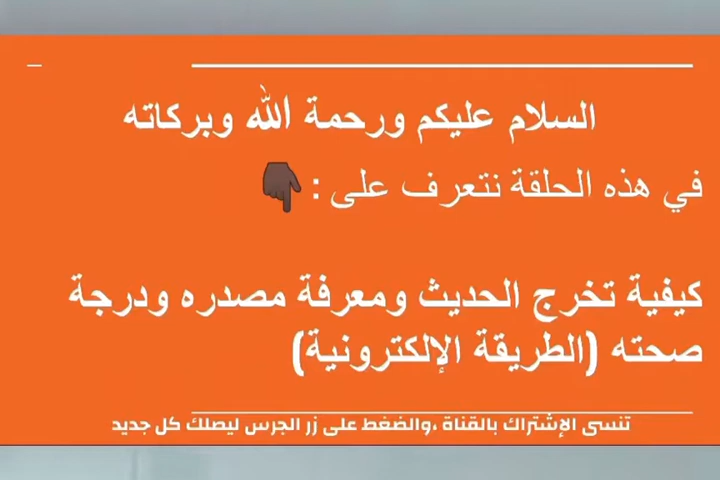 السلام عليكم ورحمة الله وبركاته
في هذه الحلقة نتعرف على :
كيفية تخرج الحديث ومعرفة مصدره ودرجة
صحته (الطريقة الإلكترونية)
تنسى الإشتراك بالقناة ،والضغط على زر الجرس ليصلك كل جديد